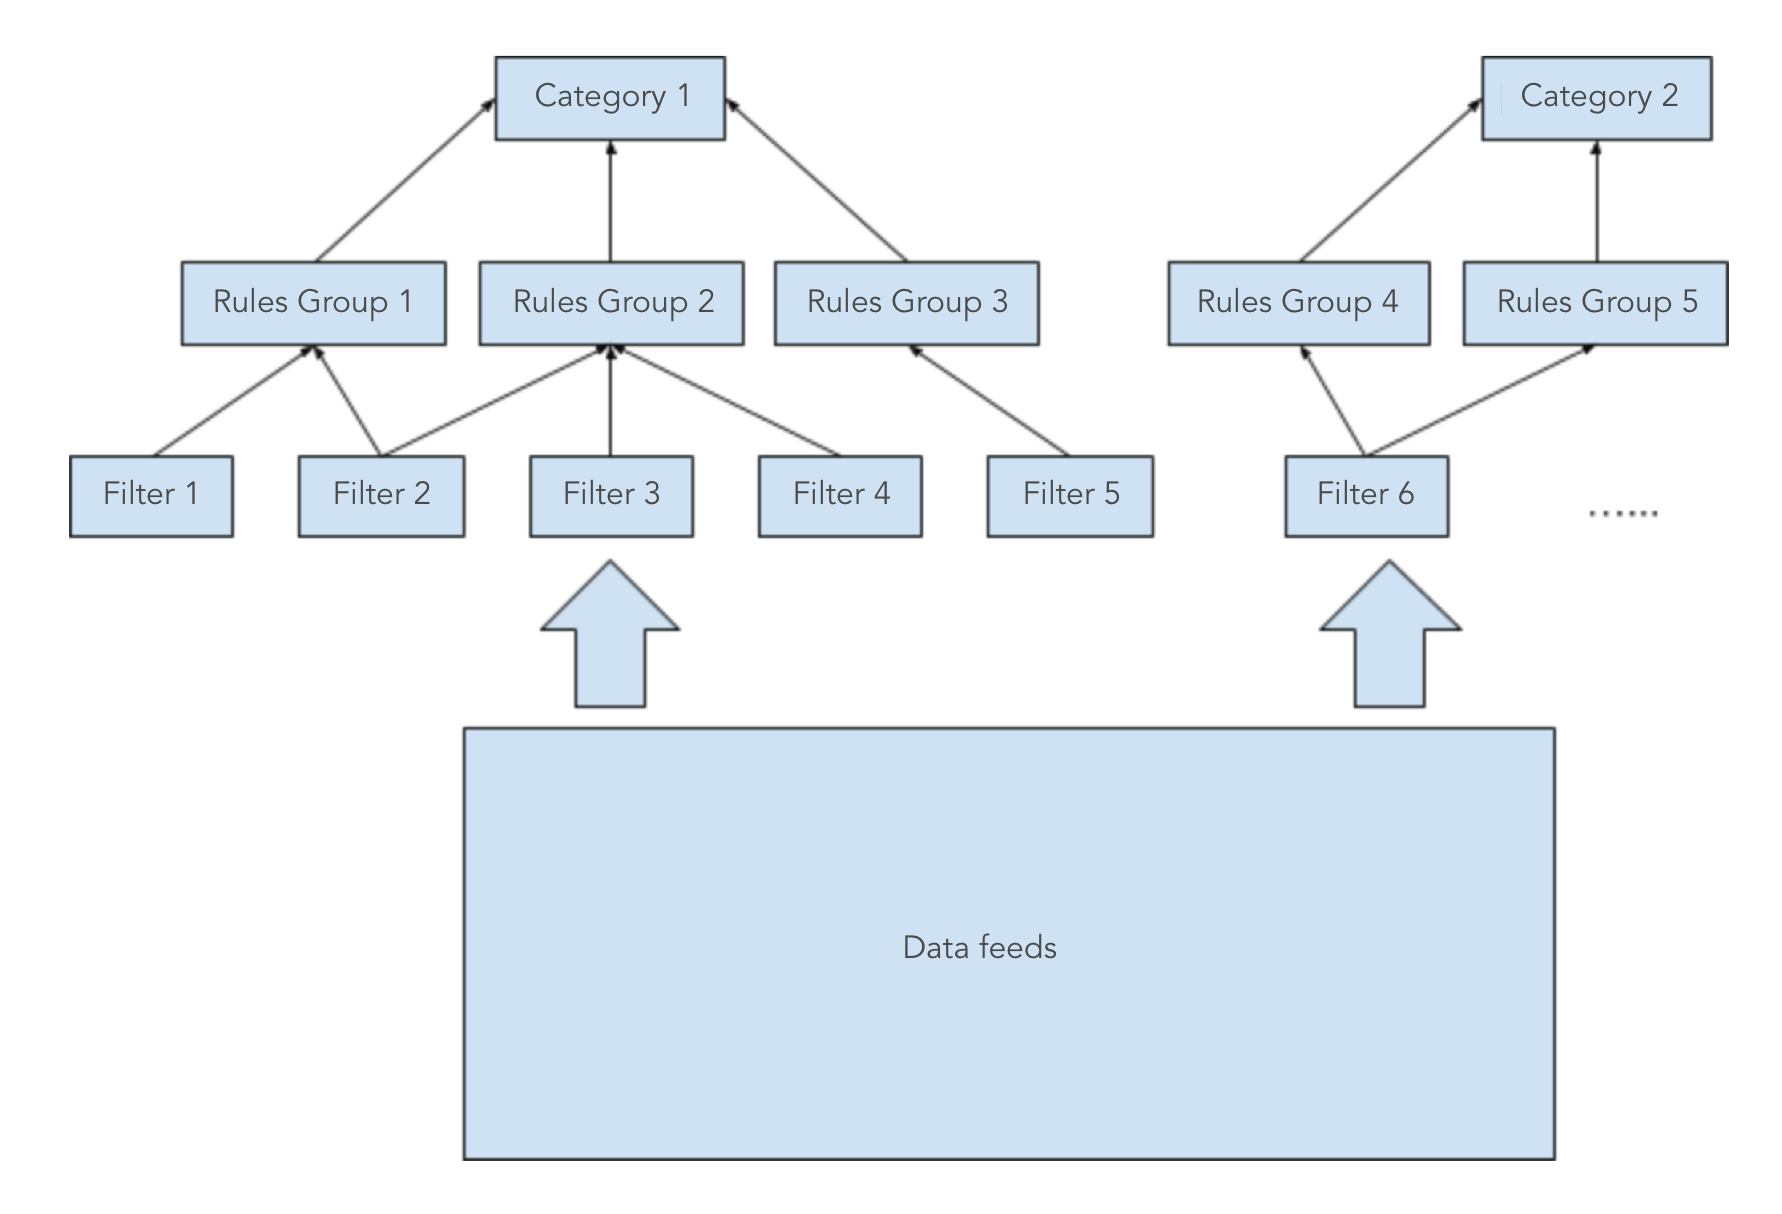 Category 1
Category 2
Rules Group 1
Rules Group 2
Rules Group 3
Rules Group 4
Rules Group 5
Filter 1
Filter 2
Filter 3
Filter 4
Filter 5
Filter 6
......
Data feeds